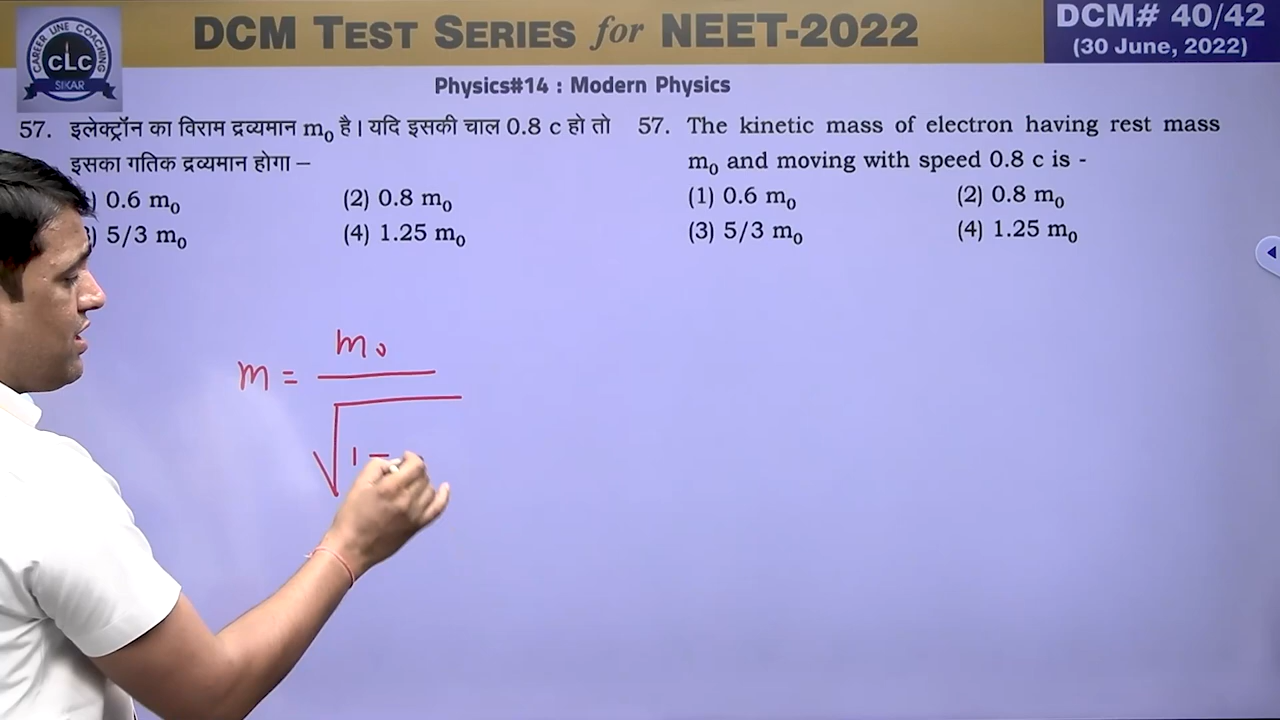 CAREER LINE COACHING
CLC
SIKAR
DCM TEST SERIES for NEET-2022
DCM# 40/42
(30 June, 2022)
Physics#14 : Modern Physics
57. इलेक्ट्रॉन का विराम द्रव्यमान m₀ है। यदि इसकी चाल 0.8 c हो तो
इसका गतिक द्रव्यमान होगा –
) 0.6 m₀ (2) 0.8 m₀
) 5/3 m₀ (4) 1.25 m₀
57. The kinetic mass of electron having rest mass
m₀ and moving with speed 0.8 c is -
(1) 0.6 m₀ (2) 0.8 m₀
(3) 5/3 m₀ (4) 1.25 m₀
m₀
m =
√1 -